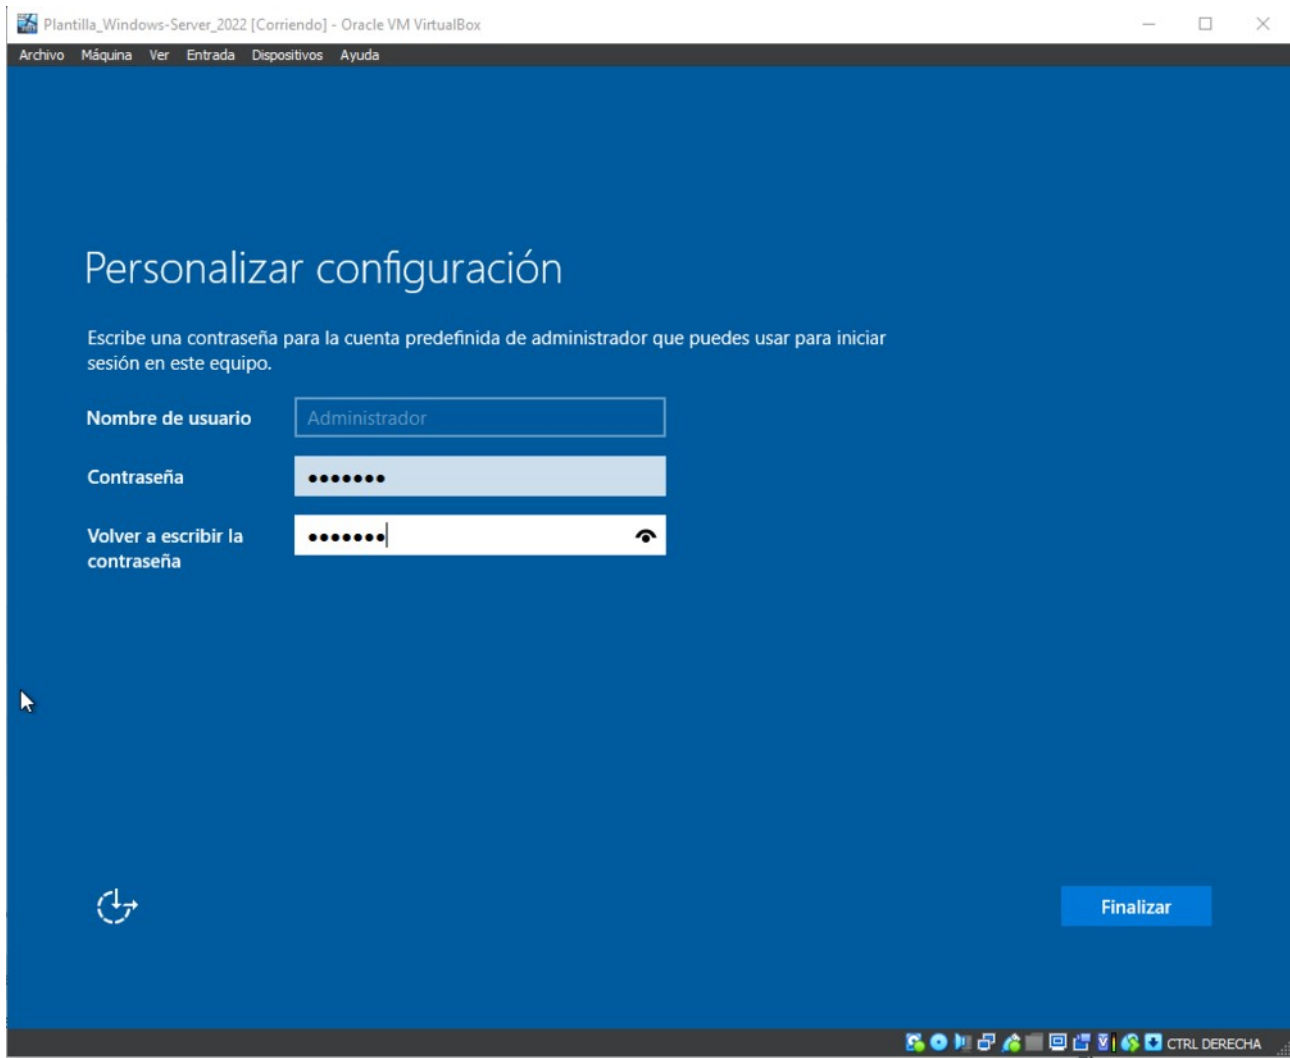 Plantilla_Windows-Server_2022 [Corriendo] - Oracle VM VirtualBox
Archivo Máquina Ver Entrada Dispositivos Ayuda
Personalizar configuración
Escribe una contraseña para la cuenta predefinida de administrador que puedes usar para iniciar
sesión en este equipo.
Nombre de usuario Administrador
Contraseña •••••••
Volver a escribir la •••••••
contraseña
Finalizar
CTRL DERECHA